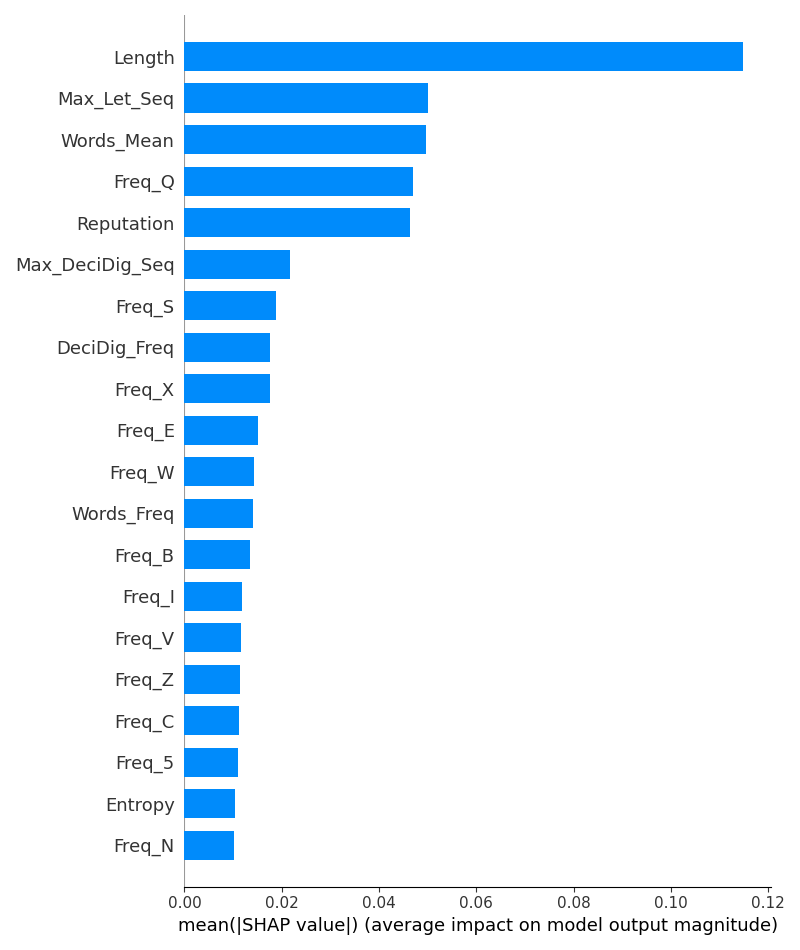 Length
Max_Let_Seq
Words_Mean
Freq_Q
Reputation
Max_DeciDig_Seq
Freq_S
DeciDig_Freq
Freq_X
Freq_E
Freq_W
Words_Freq
Freq_B
Freq_I
Freq_V
Freq_Z
Freq_C
Freq_5
Entropy
Freq_N
0.00 0.02 0.04 0.06 0.08 0.10 0.12
mean(|SHAP value|) (average impact on model output magnitude)